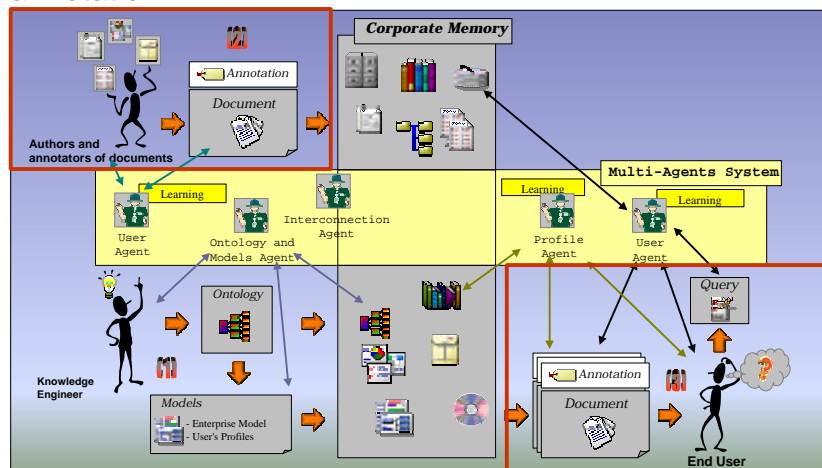 Corporate Memory
Annotation
Document
Authors and
annotators of documents
Multi-Agents System
Learning
Learning
Learning
User
Agent
Ontology and
Models Agent
Interconnection
Agent
Profile
Agent
User
Agent
Query
Ontology
Knowledge
Engineer
Models
- Enterprise Model
- User's Profiles
Annotation
Document
End User